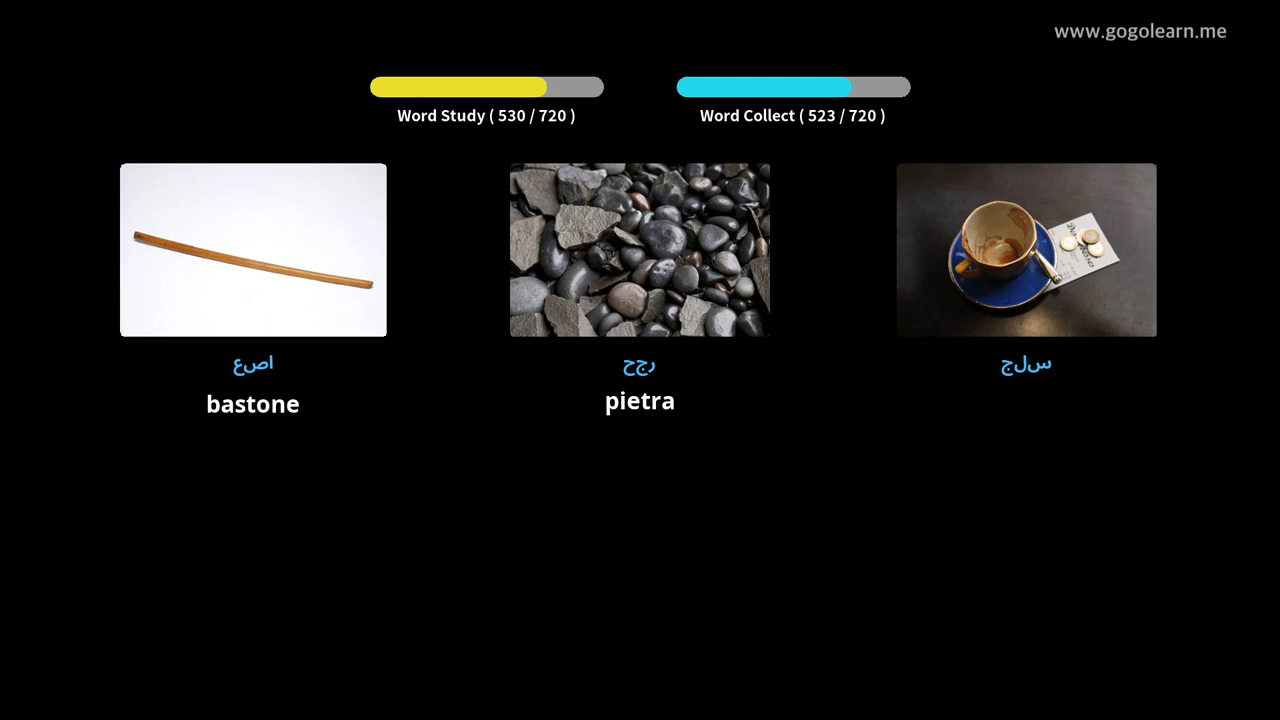 www.gogolearn.me
Word Study ( 530 / 720 )
Word Collect ( 523 / 720 )
اصع
رجح
سلج
bastone
pietra